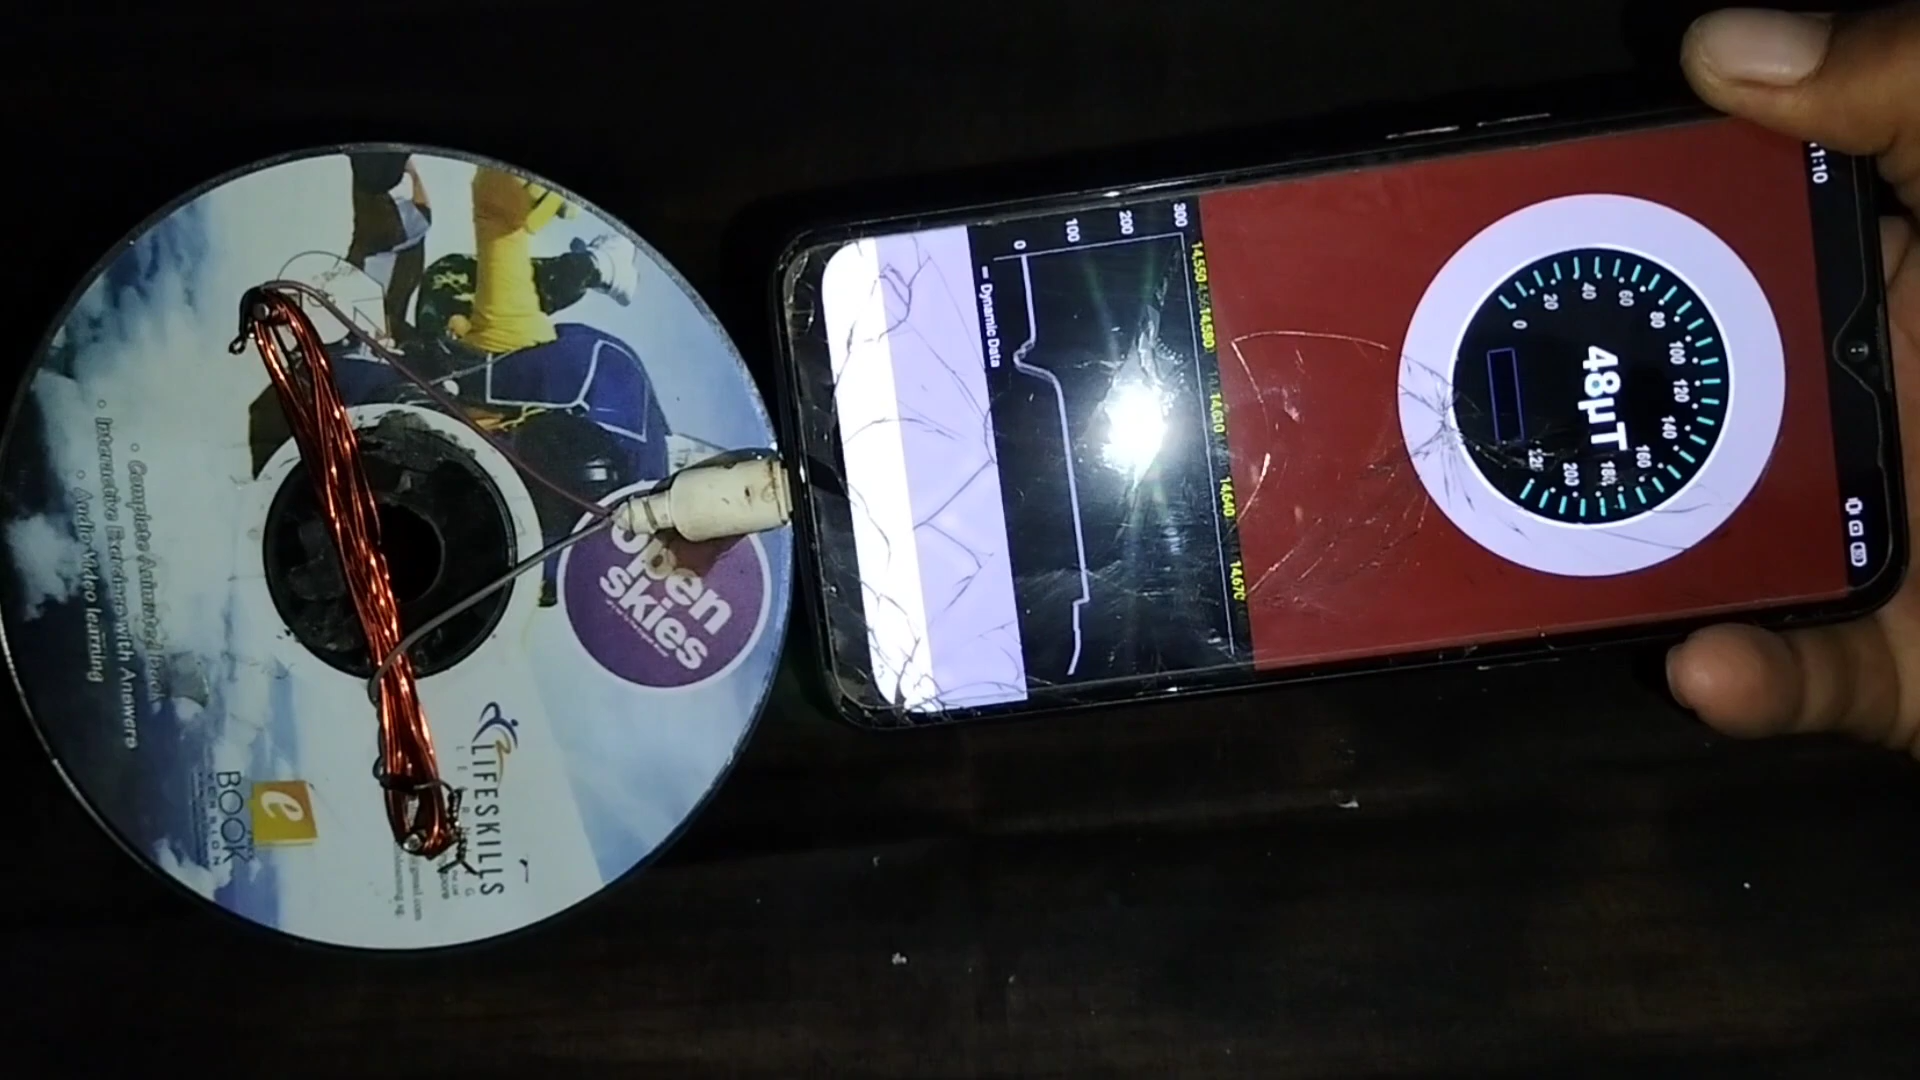 1:10
0
20
40
60
80
100
120
140
160
180
200
48µT
300
200
100
0
14,550
14,580
14,610
14,640
14,670
Dynamic Data
open
skies
LIFESKILLS
LEARNING
e
BOOK
VERSION
• Complete Animated book
• Interactive Exercises with Answers
• Audio Video learning